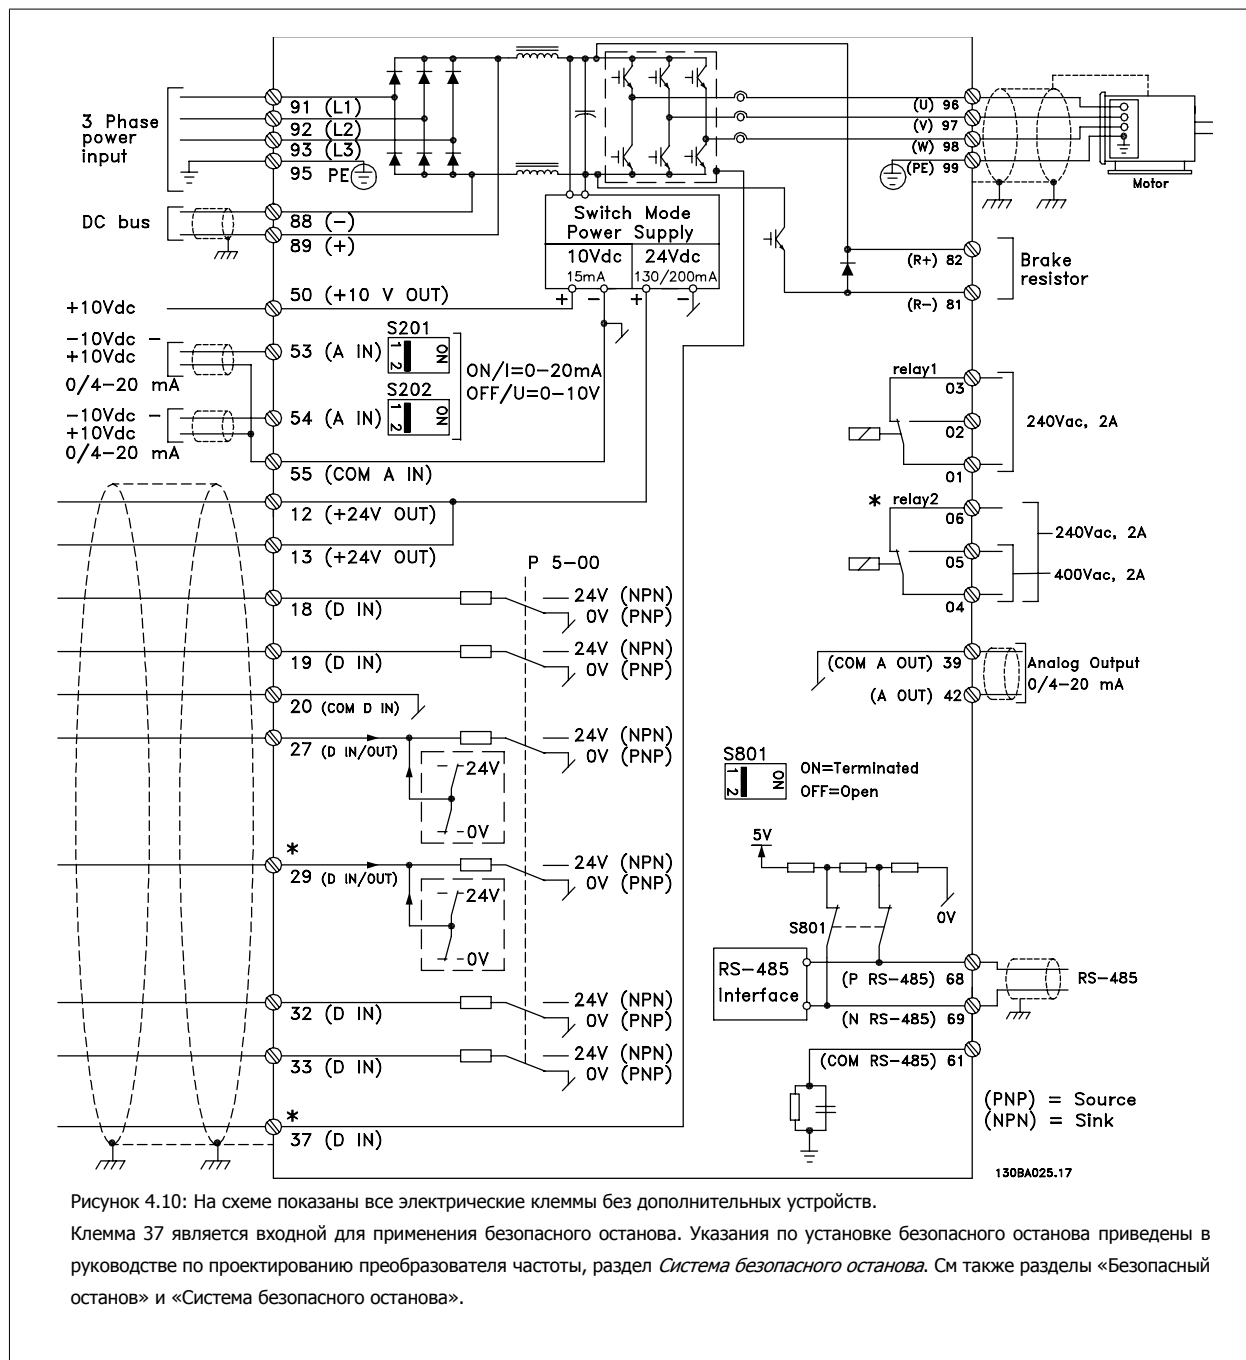 3 Phase
power
input
91 (L1)
92 (L2)
93 (L3)
95 PE
DC bus
88 (−)
89 (+)
Switch Mode
Power Supply
10Vdc
15mA
24Vdc
130/200mA
+ − + −
(U) 96
(V) 97
(W) 98
(PE) 99
Motor
(R+) 82
(R−) 81
Brake
resistor
+10Vdc
50 (+10 V OUT)
−10Vdc −
+10Vdc
0/4−20 mA
53 (A IN)
S201
1 2
ON
ON/I=0−20mA
OFF/U=0−10V
−10Vdc −
+10Vdc
0/4−20 mA
54 (A IN)
S202
1 2
ON
55 (COM A IN)
12 (+24V OUT)
13 (+24V OUT)
P 5-00
18 (D IN)
24V (NPN)
0V (PNP)
19 (D IN)
24V (NPN)
0V (PNP)
20 (COM D IN)
27 (D IN/OUT)
24V (NPN)
0V (PNP)
24V
0V
*
29 (D IN/OUT)
24V (NPN)
0V (PNP)
24V
0V
32 (D IN)
24V (NPN)
0V (PNP)
33 (D IN)
24V (NPN)
0V (PNP)
*
37 (D IN)
relay1
03
02
01
240Vac, 2A
* relay2
06
05
04
240Vac, 2A
400Vac, 2A
(COM A OUT) 39
(A OUT) 42
Analog Output
0/4−20 mA
S801
1 2
ON
ON=Terminated
OFF=Open
5V
0V
S801
RS−485
Interface
(P RS−485) 68
(N RS−485) 69
RS−485
(COM RS−485) 61
(PNP) = Source
(NPN) = Sink
130BA025.17
Рисунок 4.10: На схеме показаны все электрические клеммы без дополнительных устройств.
Клемма 37 является входной для применения безопасного останова. Указания по установке безопасного останова приведены в
руководстве по проектированию преобразователя частоты, раздел Система безопасного останова. См также разделы «Безопасный
останов» и «Система безопасного останова».